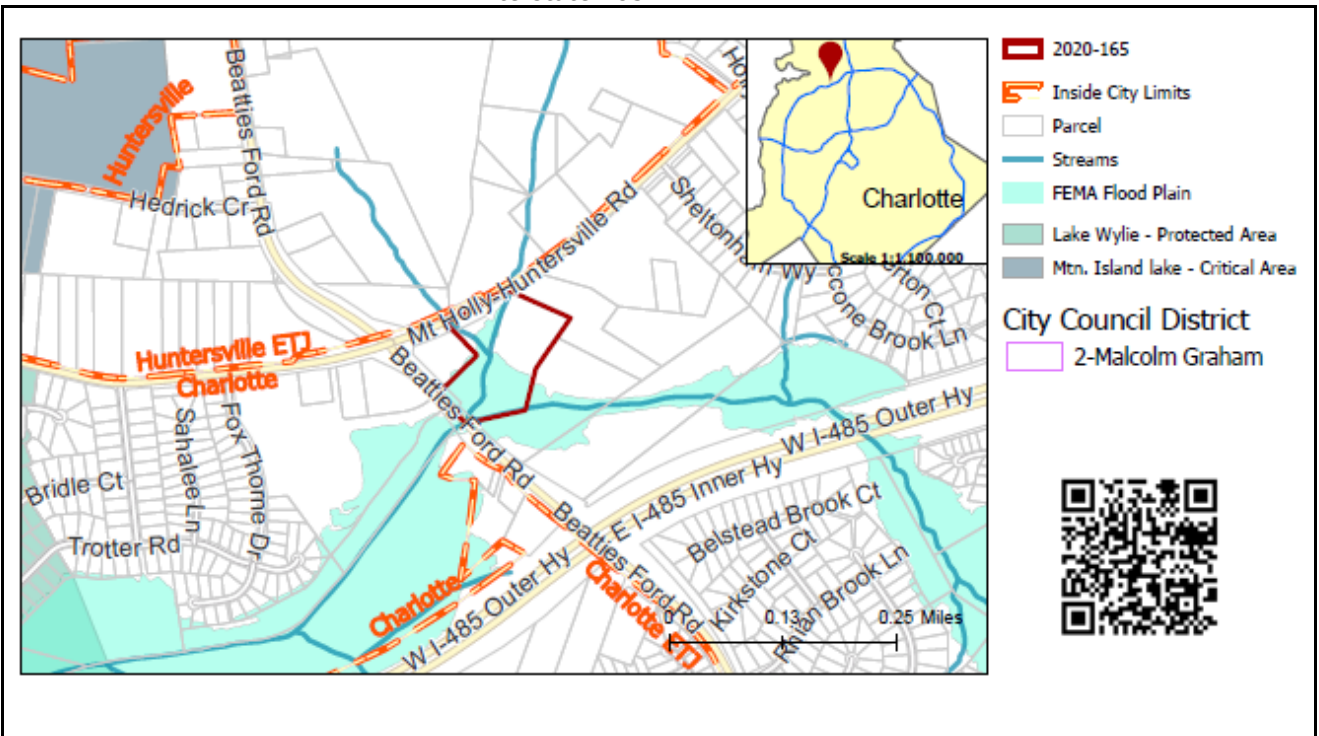 Beatties Ford Rd
Huntersville
Hedrick Cr
Mt Holly-Huntersville Rd
Sheltonham Wy
Charlotte
Scale 1:1,100,000
erton Ct
ccone Brook Ln
Huntersville ETJ
Charlotte
Beatties Ford Rd
Sahalee Ln
Fox Thorne Dr
Bridle Ct
Trotter Rd
W I-485 Outer Hy
E I-485 Inner Hy
Beatties Ford Rd
Belstead Brook Ct
Kirkstone Ct
Rhian Brook Ln
Charlotte
Charlotte ETJ
W I-485 Outer Hy
0 0.13 0.25 Miles
2020-165
Inside City Limits
Parcel
Streams
FEMA Flood Plain
Lake Wylie - Protected Area
Mtn. Island lake - Critical Area
City Council District
2-Malcolm Graham